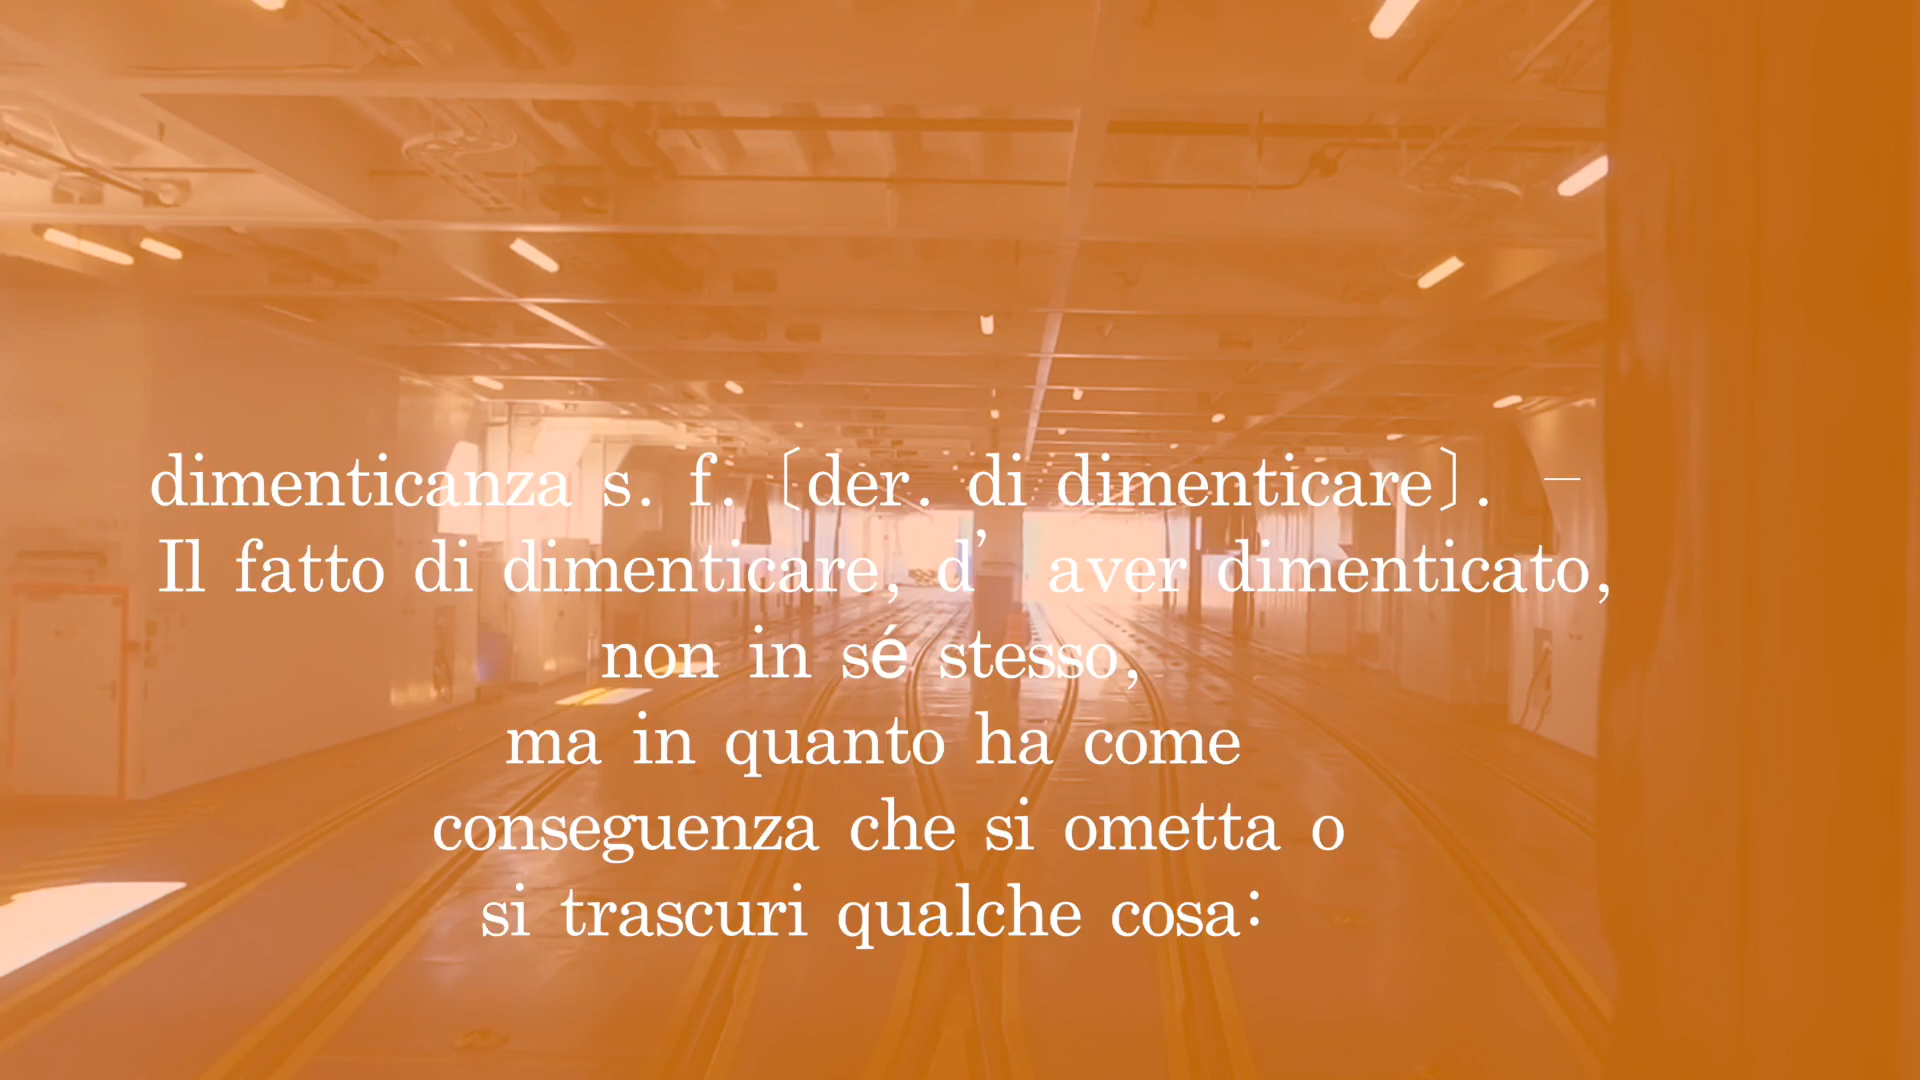 dimenticanza s. f. 〔der. di dimenticare〕. –
Il fatto di dimenticare, d’ aver dimenticato,
non in sé stesso,
ma in quanto ha come
conseguenza che si ometta o
si trascuri qualche cosa: